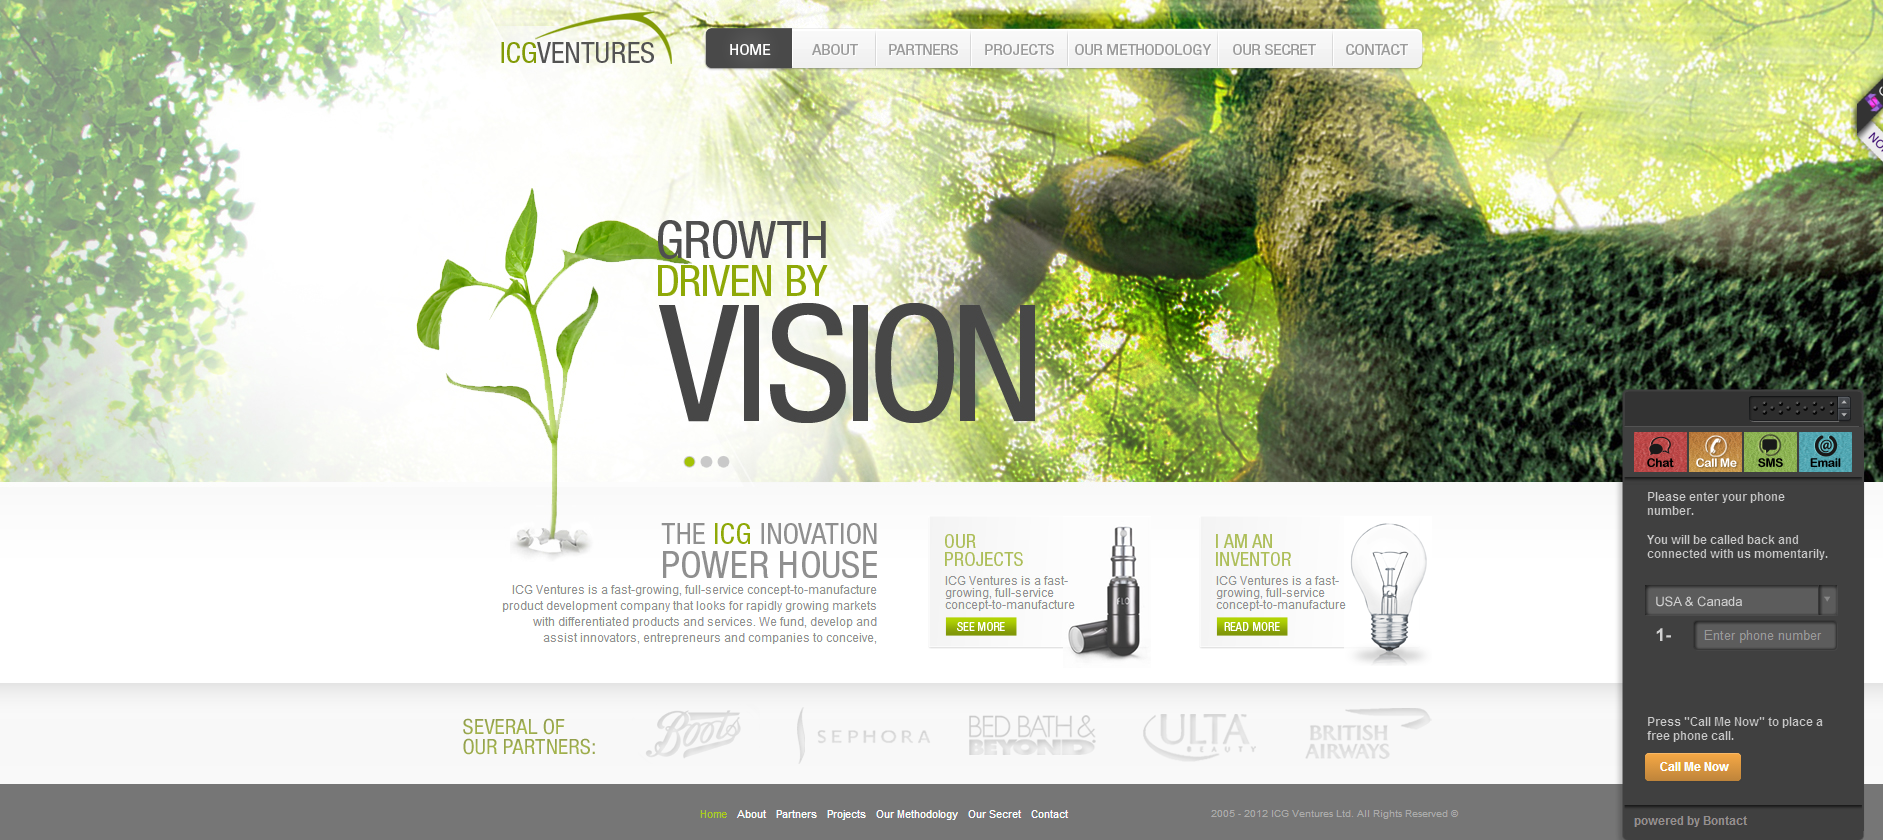 ICGVENTURES
HOME
ABOUT
PARTNERS
PROJECTS
OUR METHODOLOGY
OUR SECRET
CONTACT
GROWTH
DRIVEN BY
VISION
THE ICG INOVATION
POWER HOUSE
ICG Ventures is a fast-growing, full-service concept-to-manufacture
product development company that looks for rapidly growing markets
with differentiated products and services. We fund, develop and
assist innovators, entrepreneurs and companies to conceive,
OUR
PROJECTS
ICG Ventures is a fast-
growing, full-service
concept-to-manufacture
SEE MORE
FLO
I AM AN
INVENTOR
ICG Ventures is a fast-
growing, full-service
concept-to-manufacture
READ MORE
Chat
Call Me
SMS
Email
Please enter your phone
number.
You will be called back and
connected with us momentarily.
USA & Canada
1-
Enter phone number
Press "Call Me Now" to place a
free phone call.
Call Me Now
powered by Bontact
SEVERAL OF
OUR PARTNERS:
Boots
SEPHORA
BED BATH &
BEYOND
ULTA
BEAUTY
BRITISH
AIRWAYS
Home
About
Partners
Projects
Our Methodology
Our Secret
Contact
2005 - 2012 ICG Ventures Ltd. All Rights Reserved ©